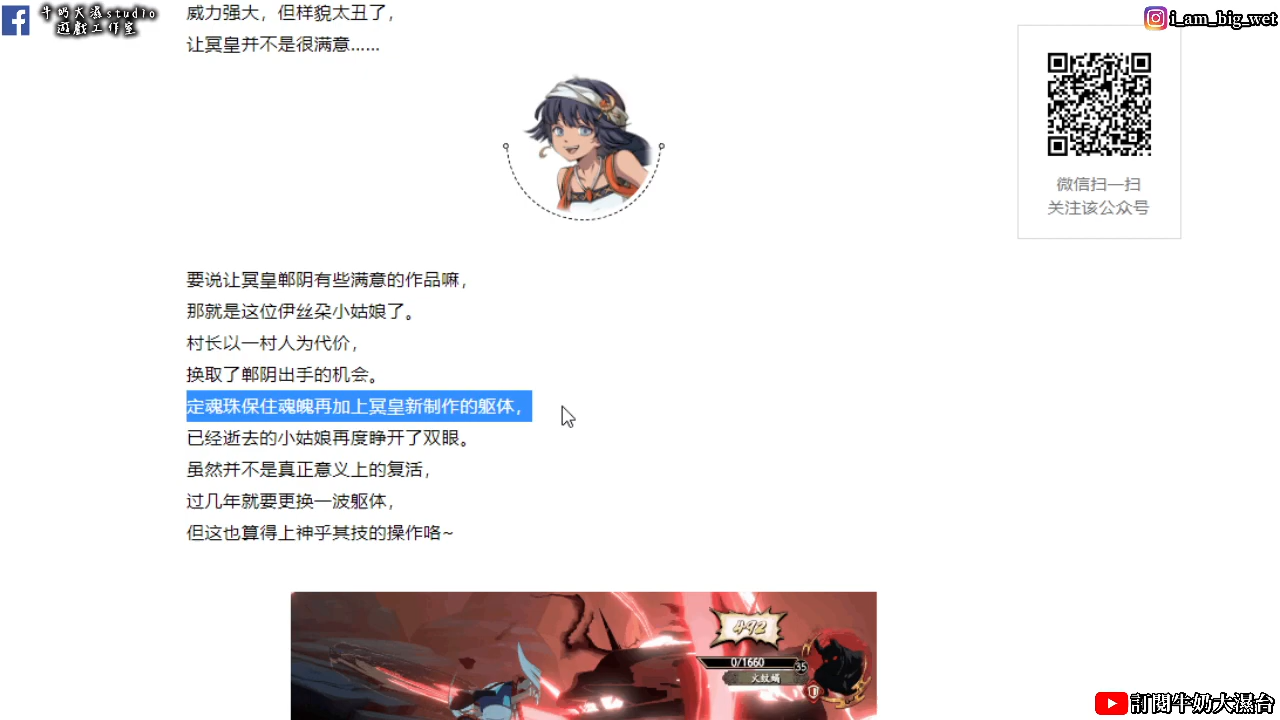 牛奶大濕studio
遊戲工作室
i_am_big_wet
威力强大，但样貌太丑了，
让冥皇并不是很满意……
微信扫一扫
关注该公众号
要说让冥皇郸阴有些满意的作品嘛，
那就是这位伊丝朵小姑娘了。
村长以一村人为代价，
换取了郸阴出手的机会。
定魂珠保住魂魄再加上冥皇新制作的躯体，
已经逝去的小姑娘再度睁开了双眼。
虽然并不是真正意义上的复活，
过几年就要更换一波躯体，
但这也算得上神乎其技的操作咯~
492
0/1660
35
火蚊蝎
訂閱牛奶大濕台